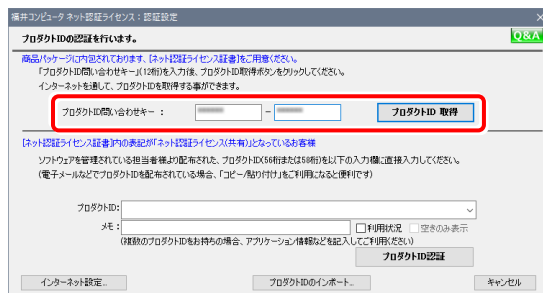 福井コンピュータ ネット認証ライセンス：認証設定
プロダクトIDの認証を行います。
Q&A
商品パッケージに内包されております、[ネット認証ライセンス証書]をご用意ください。
「プロダクトID問い合わせキー」(12桁)を入力後、プロダクトID取得ボタンをクリックしてください。
インターネットを通して、プロダクトIDを取得する事ができます。
プロダクトID問い合わせキー ： －
プロダクトID 取得
[ネット認証ライセンス証書]内の表記が「ネット認証ライセンス(共有)」となっているお客様
ソフトウェアを管理されている担当者様より配布された、プロダクトID(56桁または58桁)を以下の入力欄に直接入力してください。
(電子メールなどでプロダクトIDを配布されている場合、「コピー/貼り付け」をご利用になると便利です)
プロダクトID:
メモ：
利用状況 空きのみ表示
(複数のプロダクトIDをお持ちの場合、アプリケーション情報などを記入してご利用ください)
プロダクトID認証
インターネット設定... プロダクトIDのインポート... キャンセル